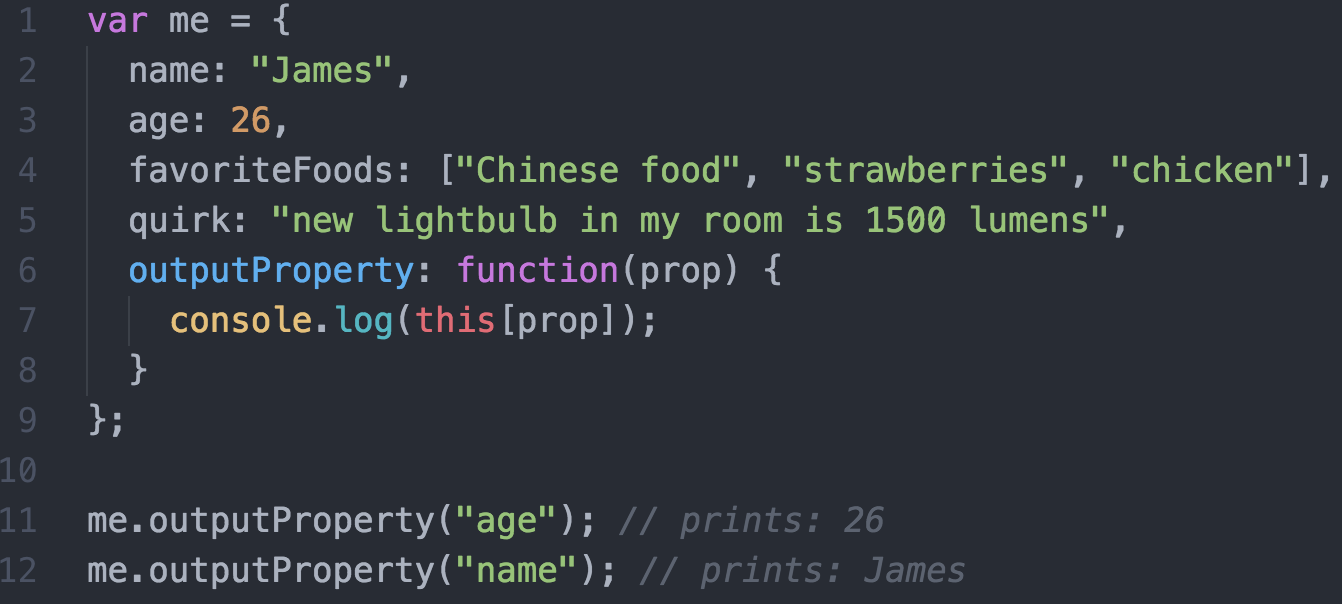 1 var me = {
2 name: "James",
3 age: 26,
4 favoriteFoods: ["Chinese food", "strawberries", "chicken"],
5 quirk: "new lightbulb in my room is 1500 lumens",
6 outputProperty: function(prop) {
7 console.log(this[prop]);
8 }
9 };
10
11 me.outputProperty("age"); // prints: 26
12 me.outputProperty("name"); // prints: James